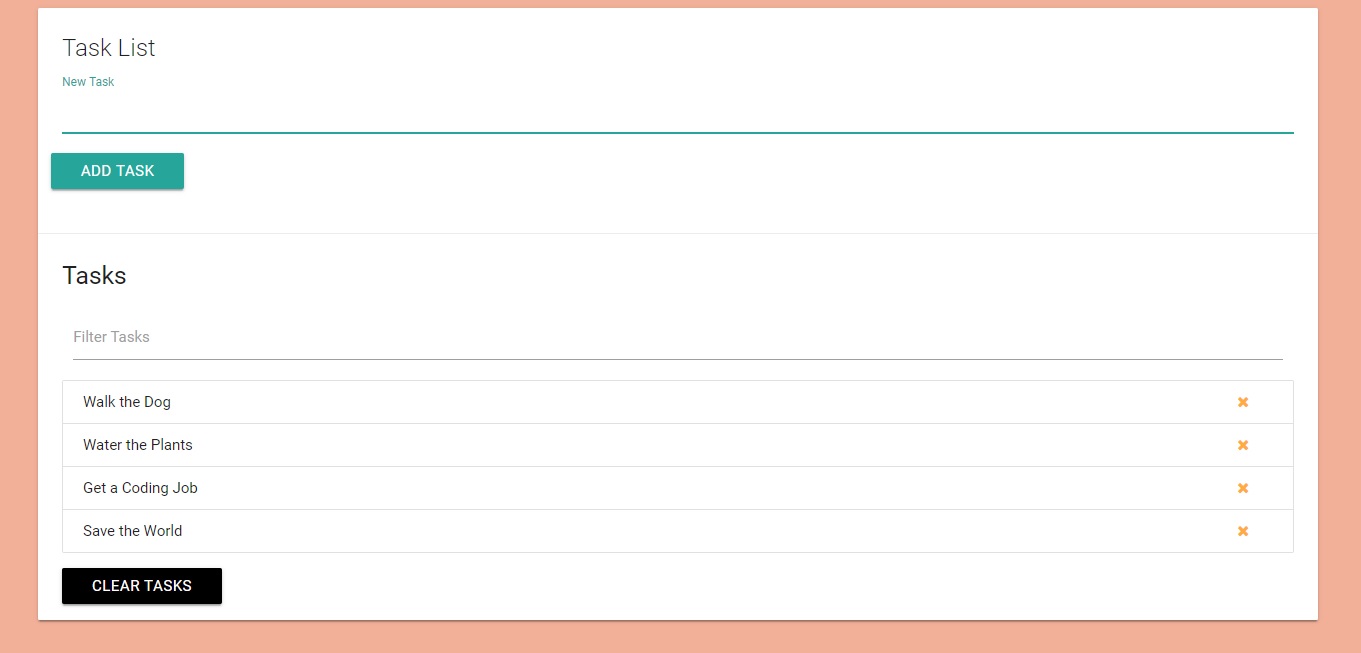 Task List
New Task
ADD TASK
Tasks
Filter Tasks
Walk the Dog
Water the Plants
Get a Coding Job
Save the World
CLEAR TASKS